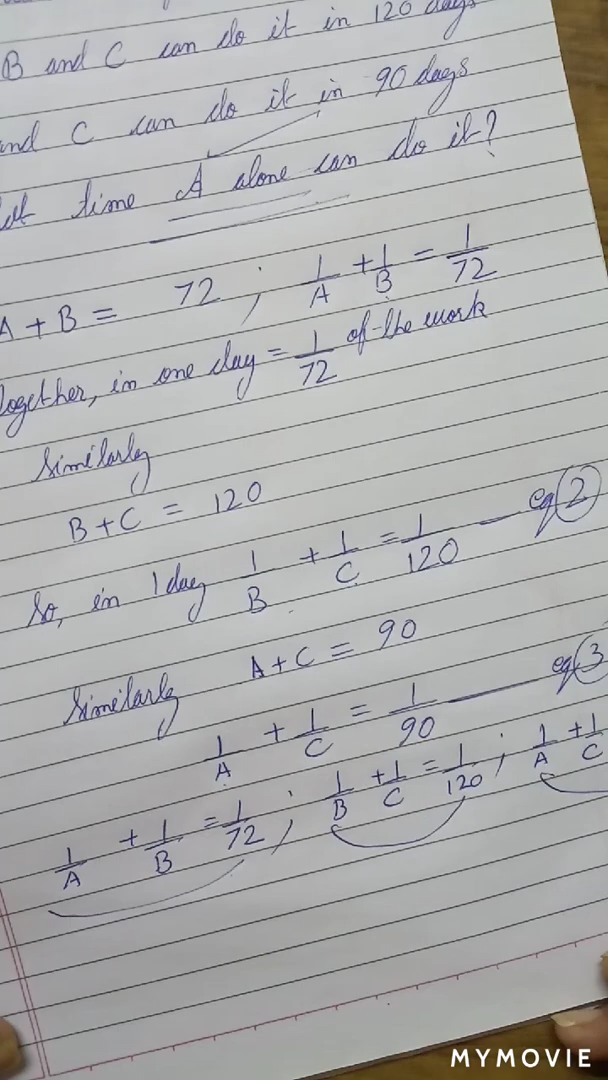 B and C can do it in 120 days
and C can do it in 90 days
time A alone can do it?
A + B = 72 ; 1/A + 1/B = 1/72
Together, in one day = 1/72 of the work
Similarly
B + C = 120
So, in 1 day 1/B + 1/C = 1/120 — eq 2
Similarly A + C = 90
1/A + 1/C = 1/90 — eq 3
1/A + 1/B = 1/72 ; 1/B + 1/C = 1/120 ; 1/A + 1/C
MYMOVIE